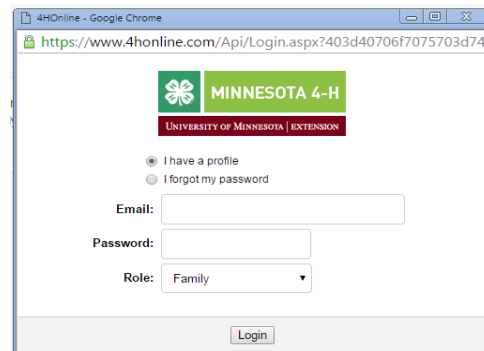 4HOnline - Google Chrome
https://www.4honline.com/Api/Login.aspx?403d40706f7075703d74
MINNESOTA 4-H
UNIVERSITY OF MINNESOTA | EXTENSION
I have a profile
I forgot my password
Email:
Password:
Role: Family
Login